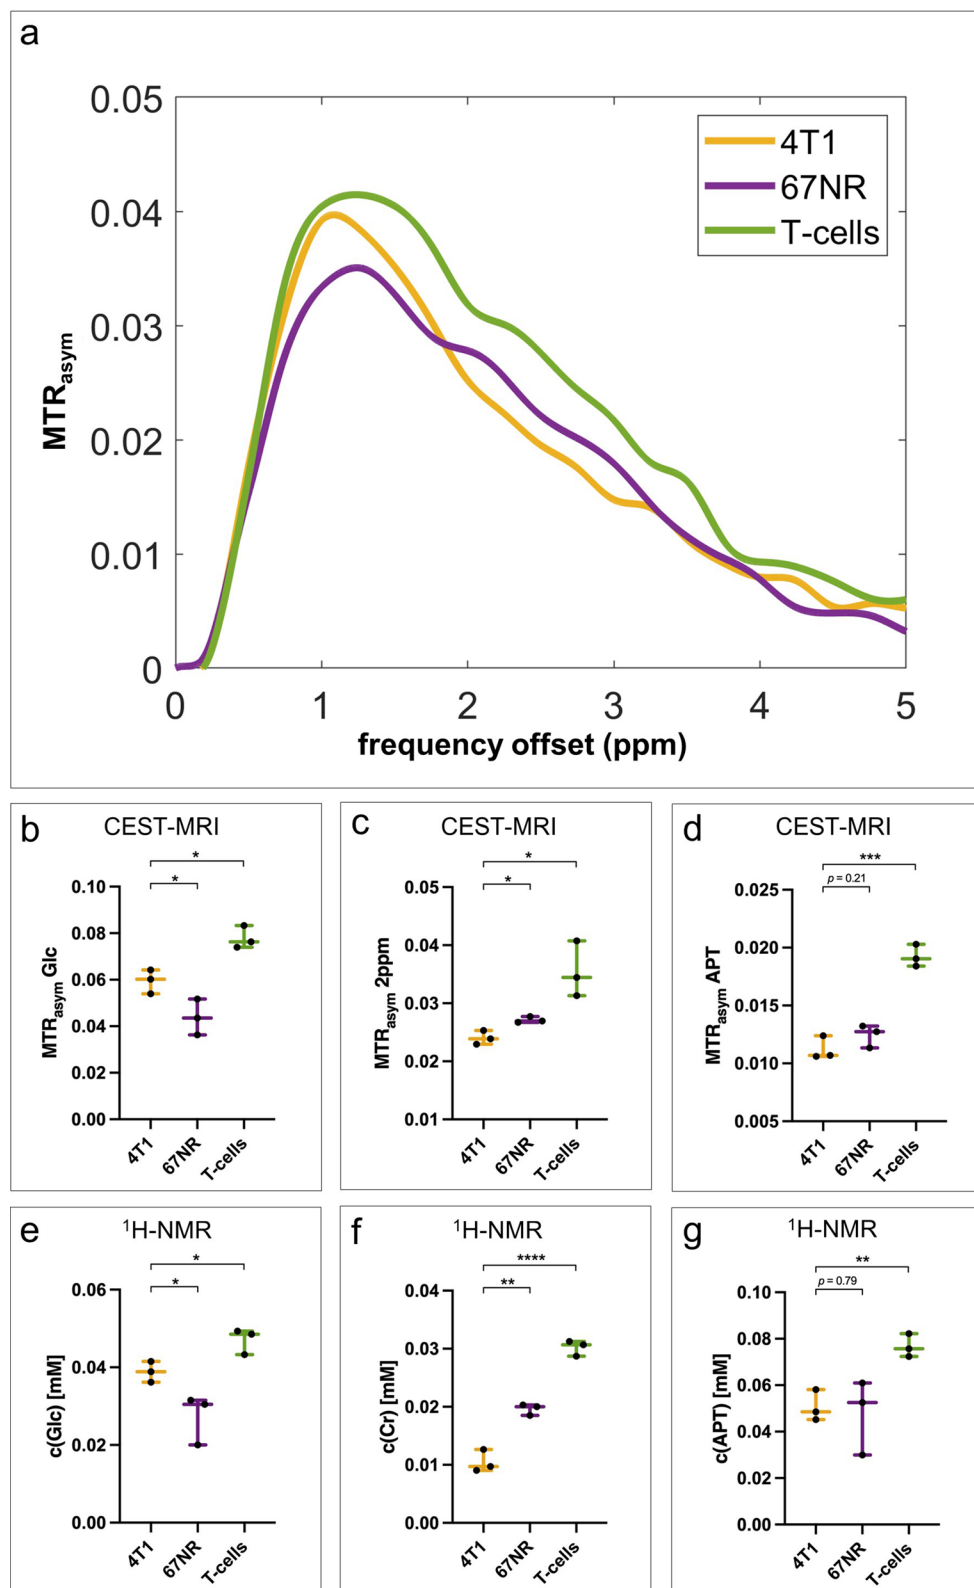 a
0.05
0.04
0.03
0.02
0.01
0
MTRasym
4T1
67NR
T-cells
0 1 2 3 4 5
frequency offset (ppm)
b
CEST-MRI
*
*
0.10
0.08
0.06
0.04
0.02
0.00
MTRasym Glc
4T1
67NR
T-cells
c
CEST-MRI
*
*
0.05
0.04
0.03
0.02
0.01
MTRasym 2ppm
4T1
67NR
T-cells
d
CEST-MRI
***
p = 0.21
0.025
0.020
0.015
0.010
0.005
MTRasym APT
4T1
67NR
T-cells
e
¹H-NMR
*
*
0.06
0.04
0.02
0.00
c(Glc) [mM]
4T1
67NR
T-cells
f
¹H-NMR
****
**
0.04
0.03
0.02
0.01
0.00
c(Cr) [mM]
4T1
67NR
T-cells
g
¹H-NMR
**
p = 0.79
0.10
0.08
0.06
0.04
0.02
0.00
c(APT) [mM]
4T1
67NR
T-cells